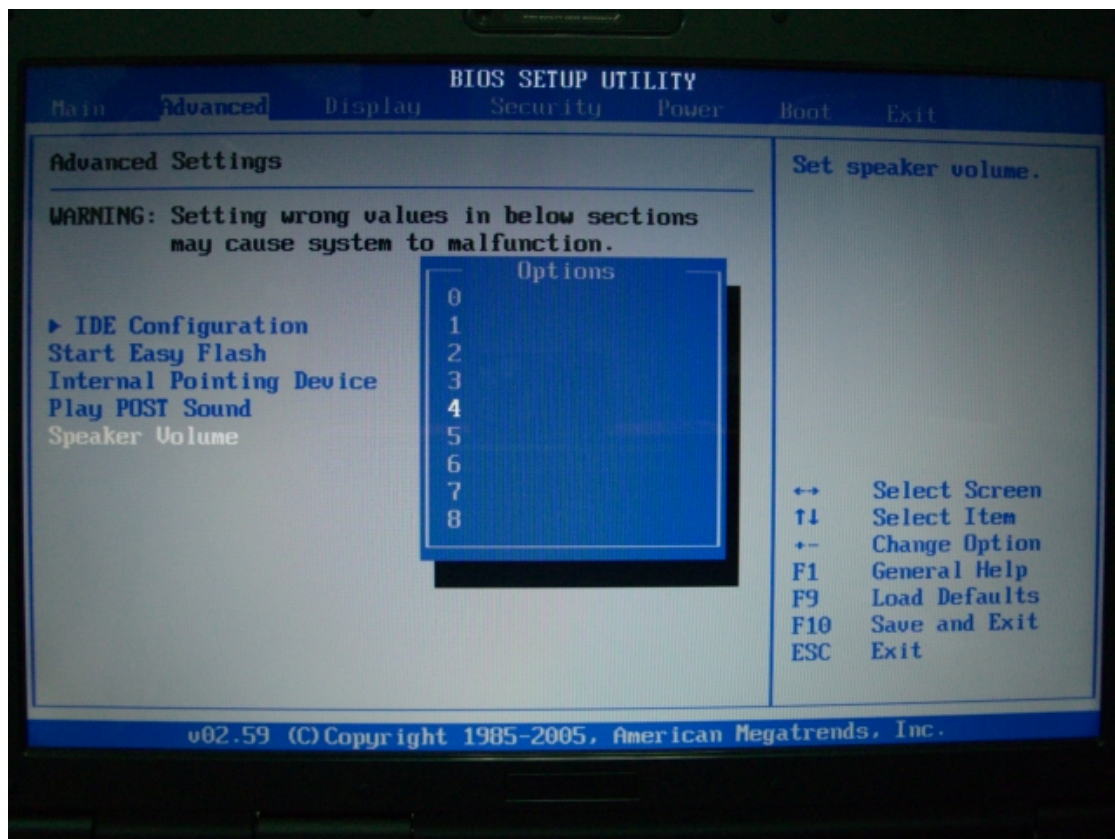 BIOS SETUP UTILITY
Main Advanced Display Security Power Boot Exit
Advanced Settings
WARNING: Setting wrong values in below sections
may cause system to malfunction.
▶ IDE Configuration
Start Easy Flash
Internal Pointing Device
Play POST Sound
Speaker Volume
Options
0
1
2
3
4
5
6
7
8
Set speaker volume.
←→ Select Screen
↑↓ Select Item
+- Change Option
F1 General Help
F9 Load Defaults
F10 Save and Exit
ESC Exit
v02.59 (C)Copyright 1985-2005, American Megatrends, Inc.